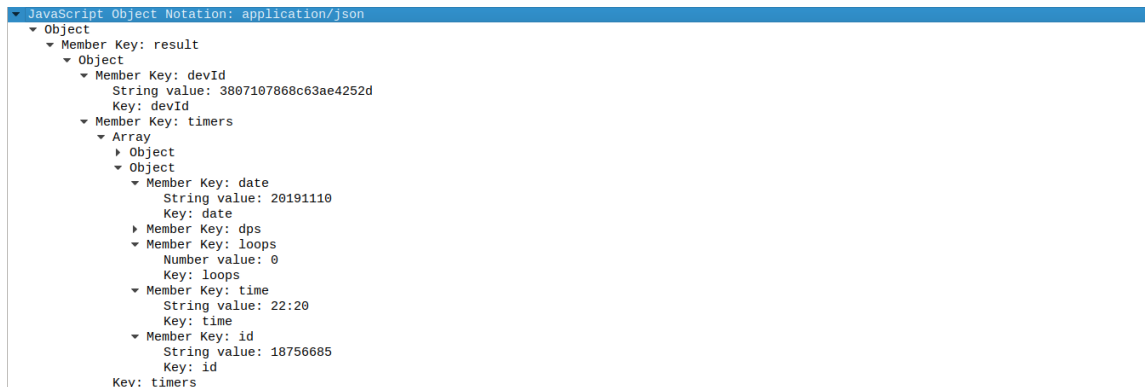 JavaScript Object Notation: application/json
Object
Member Key: result
Object
Member Key: devId
String value: 3807107868c63ae4252d
Key: devId
Member Key: timers
Array
Object
Object
Member Key: date
String value: 20191110
Key: date
Member Key: dps
Member Key: loops
Number value: 0
Key: loops
Member Key: time
String value: 22:20
Key: time
Member Key: id
String value: 18756685
Key: id
Key: timers